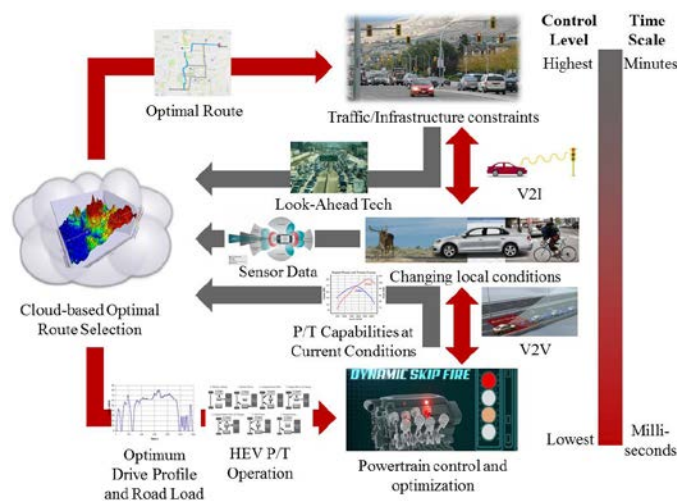 Control
Level
Time
Scale
Highest
Minutes
Optimal Route
Traffic/Infrastructure constraints
V2I
Look-Ahead Tech
Sensor Data
Changing local conditions
Cloud-based Optimal
Route Selection
P/T Capabilities at
Current Conditions
V2V
DYNAMIC SKIP FIRE
Optimum
Drive Profile
and Road Load
HEV P/T
Operation
Powertrain control and
optimization
Lowest
Milli-
seconds